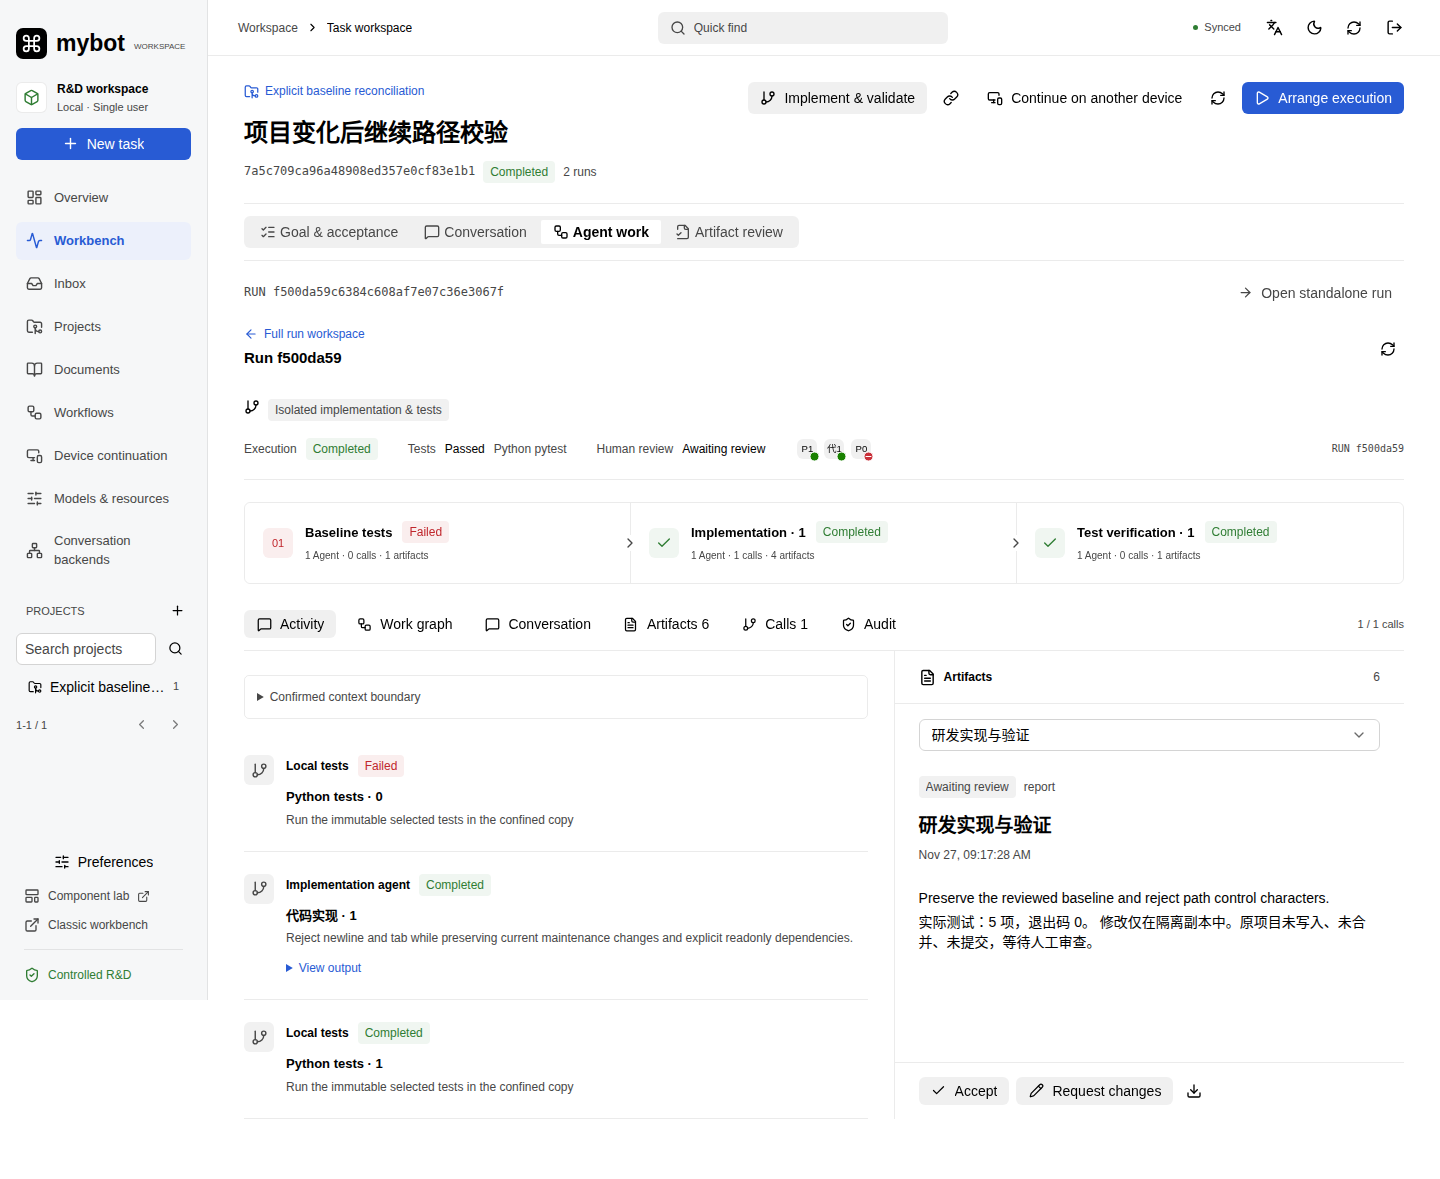 mybot WORKSPACE
R&D workspace
Local · Single user
New task
Overview
Workbench
Inbox
Projects
Documents
Workflows
Device continuation
Models & resources
Conversation
backends
PROJECTS
Search projects
Explicit baseline… 1
1-1 / 1
Preferences
Component lab
Classic workbench
Controlled R&D
Workspace Task workspace
Quick find
Synced
Explicit baseline reconciliation
Implement & validate
Continue on another device
Arrange execution
项目变化后继续路径校验
7a5c709ca96a48908ed357e0cf83e1b1 Completed 2 runs
Goal & acceptance Conversation Agent work Artifact review
RUN f500da59c6384c608af7e07c36e3067f
Open standalone run
Full run workspace
Run f500da59
Isolated implementation & tests
Execution Completed Tests Passed Python pytest Human review Awaiting review P1 代1 P0 RUN f500da59
01 Baseline tests Failed
1 Agent · 0 calls · 1 artifacts
Implementation · 1 Completed
1 Agent · 1 calls · 4 artifacts
Test verification · 1 Completed
1 Agent · 0 calls · 1 artifacts
Activity Work graph Conversation Artifacts 6 Calls 1 Audit 1 / 1 calls
Confirmed context boundary
Local tests Failed
Python tests · 0
Run the immutable selected tests in the confined copy
Implementation agent Completed
代码实现 · 1
Reject newline and tab while preserving current maintenance changes and explicit readonly dependencies.
View output
Local tests Completed
Python tests · 1
Run the immutable selected tests in the confined copy
Artifacts 6
研发实现与验证
Awaiting review report
研发实现与验证
Nov 27, 09:17:28 AM
Preserve the reviewed baseline and reject path control characters.
实际测试：5 项，退出码 0。 修改仅在隔离副本中。原项目未写入、未合
并、未提交，等待人工审查。
Accept Request changes